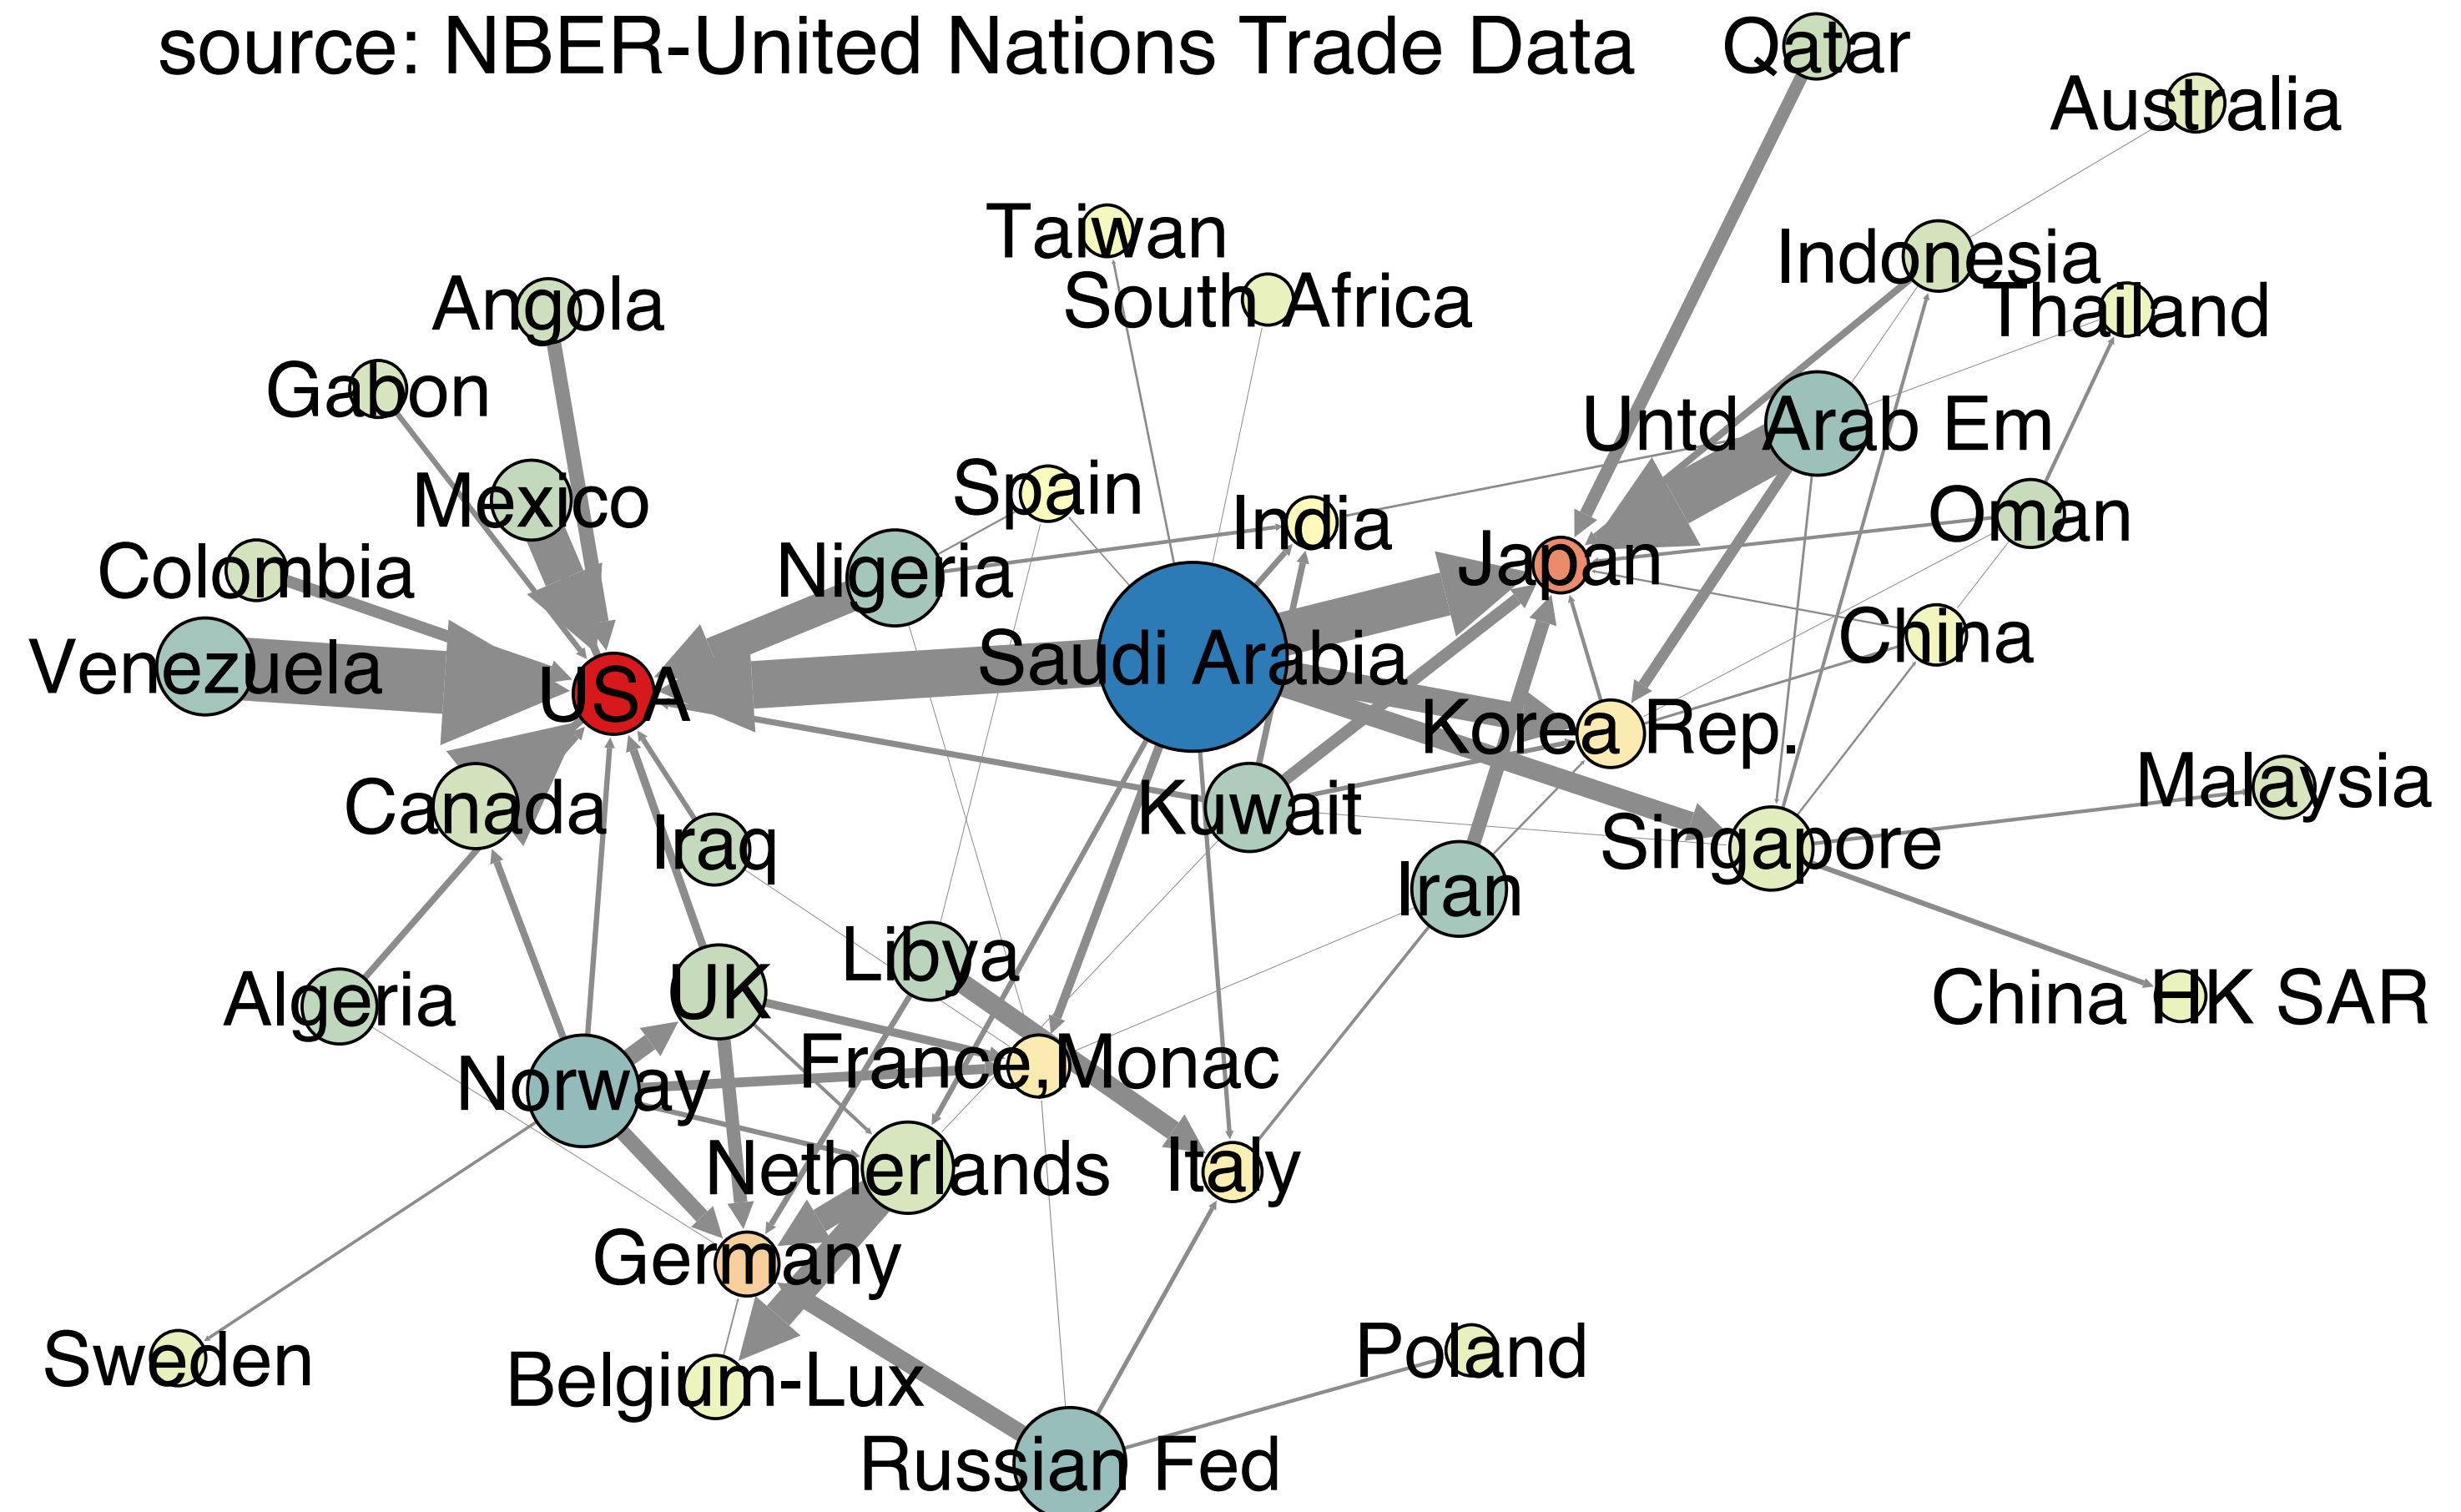 source: NBER-United Nations Trade Data
Qatar
Australia
Taiwan
Indonesia
South Africa
Thailand
Angola
Gabon
Untd Arab Em
Mexico
Spain
India
Oman
Colombia
Nigeria
Japan
China
Venezuela
USA
Saudi Arabia
Korea Rep.
Canada
Iraq
Kuwait
Malaysia
Singapore
Iran
Libya
UK
Algeria
China HK SAR
Norway
France,Monac
Netherlands
Italy
Germany
Sweden
Belgium-Lux
Poland
Russian Fed